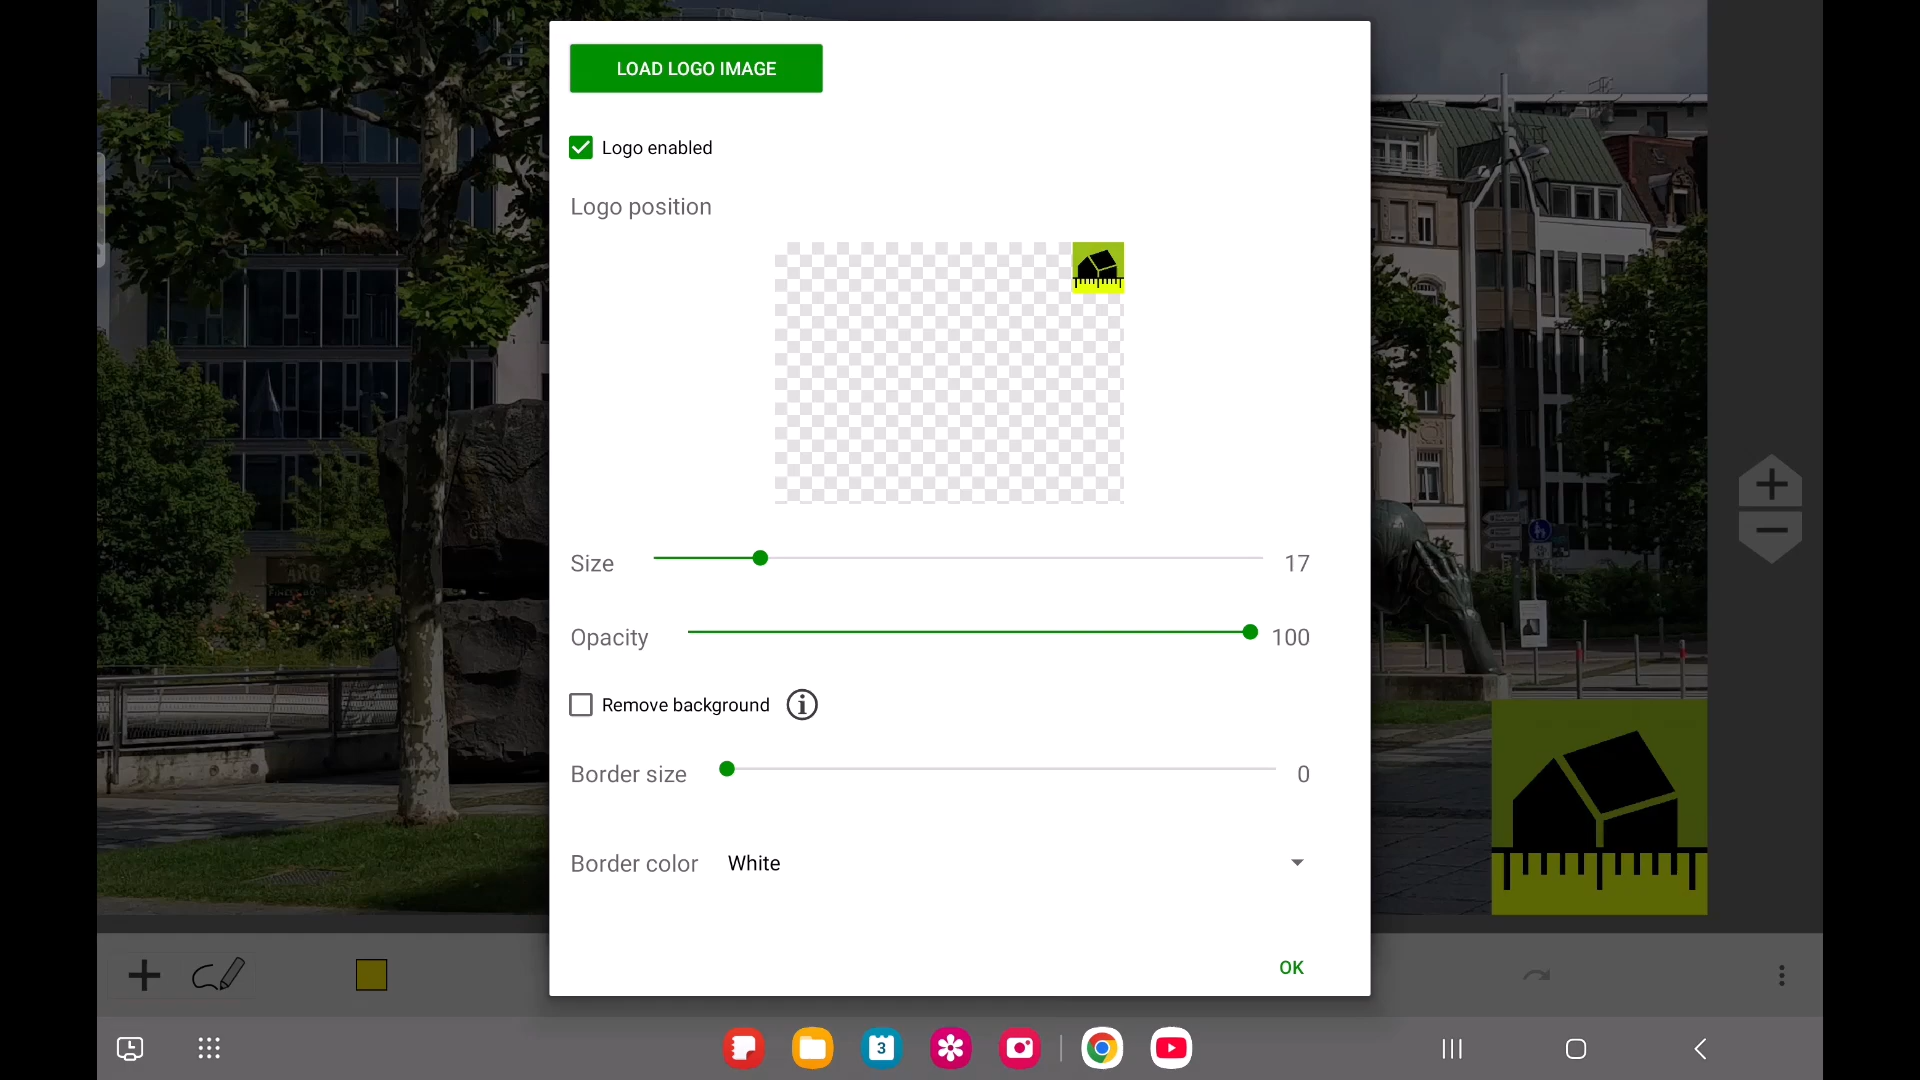 LOAD LOGO IMAGE
Logo enabled
Logo position
Size 17
Opacity 100
Remove background
Border size 0
Border color White
OK
3